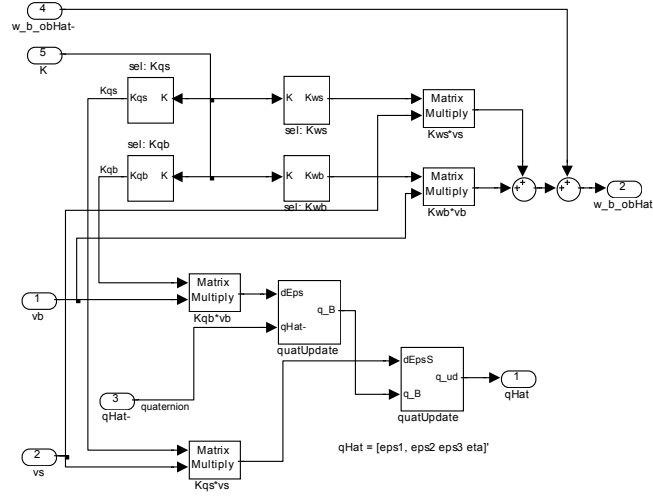 4
w_b_obHat-
5
K
sel: Kqs
Kqs
Kqs K
K Kws
sel: Kws
Matrix
Multiply
Kws*vs
sel: Kqb
Kqb
Kqb K
K Kwb
sel: Kwb
Matrix
Multiply
Kwb*vb
+
+
+
+
2
w_b_obHat
1
vb
Matrix
Multiply
Kqb*vb
dEps
q_B
qHat-
quatUpdate
dEpsS
q_ud
q_B
quatUpdate
1
qHat
3
qHat-
quaternion
2
vs
Matrix
Multiply
Kqs*vs
qHat = [eps1, eps2 eps3 eta]'